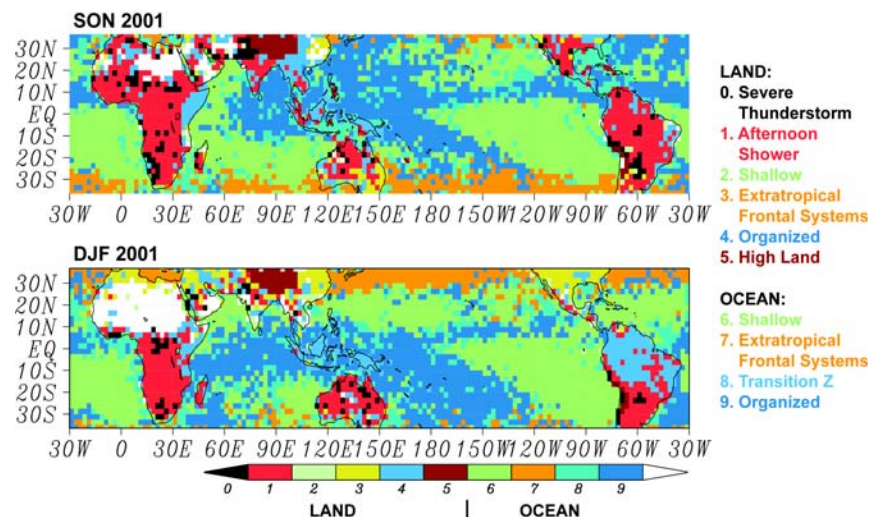 SON 2001
30N
20N
10N
EQ
10S
20S
30S
30W 0 30E 60E 90E 120E 150E 180 150W 120W 90W 60W 30W
DJF 2001
30N
20N
10N
EQ
10S
20S
30S
30W 0 30E 60E 90E 120E 150E 180 150W 120W 90W 60W 30W
0 1 2 3 4 5 6 7 8 9
LAND | OCEAN
LAND:
0. Severe
Thunderstorm
1. Afternoon
Shower
2. Shallow
3. Extratropical
Frontal Systems
4. Organized
5. High Land
OCEAN:
6. Shallow
7. Extratropical
Frontal Systems
8. Transition Z
9. Organized